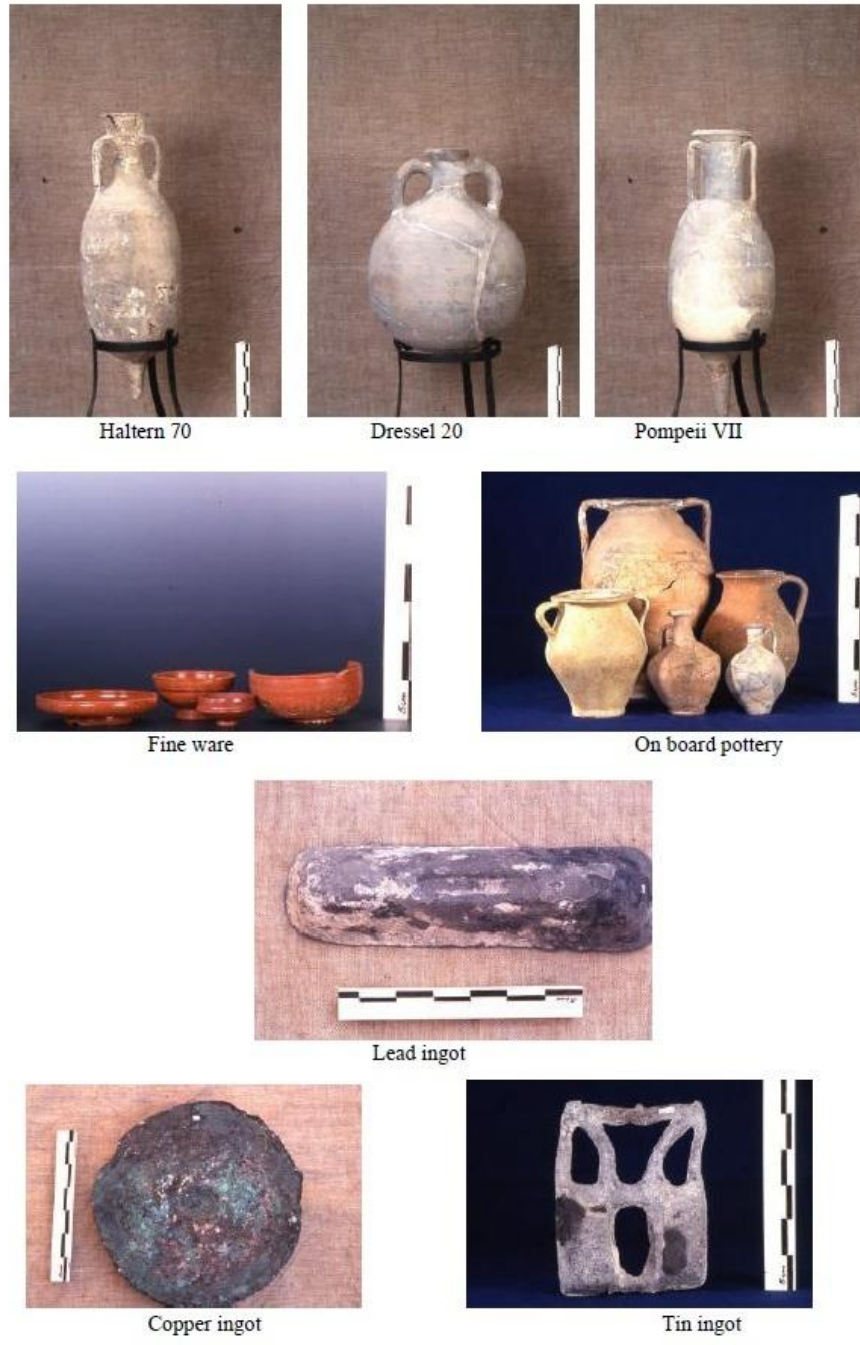 Haltern 70
Dressel 20
Pompeii VII
Fine ware
On board pottery
Lead ingot
Copper ingot
Tin ingot